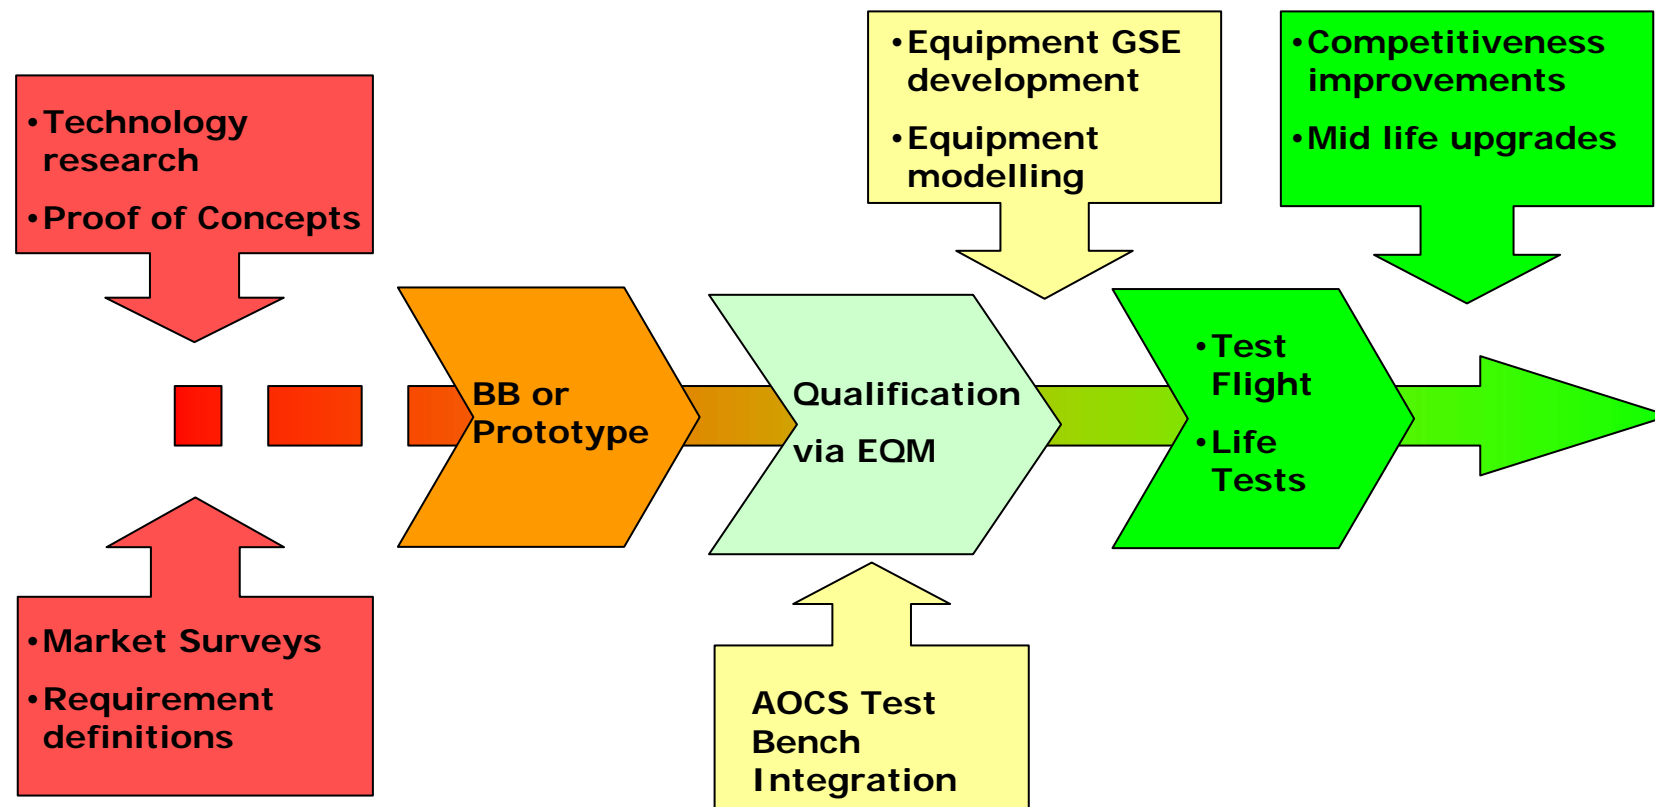 •Technology
research
•Proof of Concepts
•Market Surveys
•Requirement
definitions
BB or
Prototype
Qualification
via EQM
AOCS Test
Bench
Integration
•Equipment GSE
development
•Equipment
modelling
•Test
Flight
•Life
Tests
•Competitiveness
improvements
•Mid life upgrades